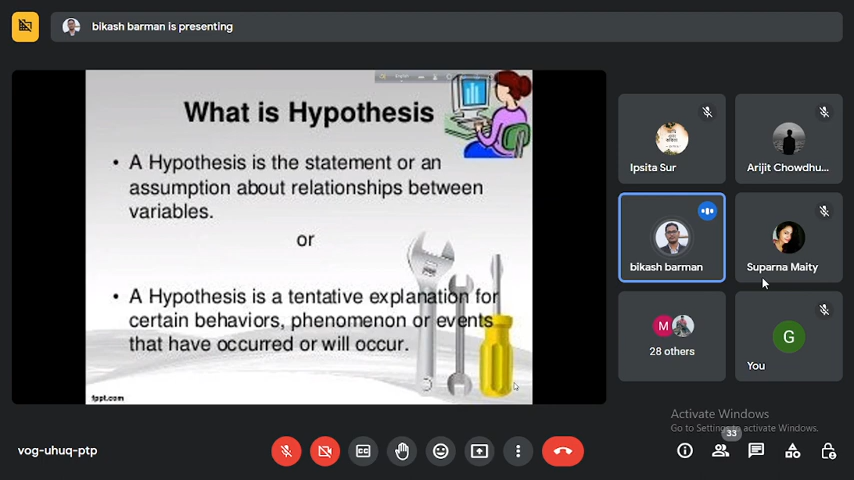 bikash barman is presenting
What is Hypothesis
• A Hypothesis is the statement or an
assumption about relationships between
variables.
or
• A Hypothesis is a tentative explanation for
certain behaviors, phenomenon or events
that have occurred or will occur.
fppt.com
Ipsita Sur
Arijit Chowdhu...
bikash barman
Suparna Maity
M
28 others
G
You
Activate Windows
Go to Settings to activate Windows.
33
vog-uhuq-ptp